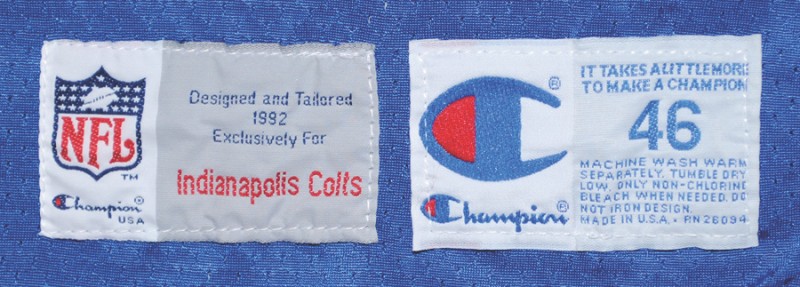 NFL
TM
Champion
USA
Designed and Tailored
1992
Exclusively For
Indianapolis Colts
®
Champion®
IT TAKES A LITTLE MORE
TO MAKE A CHAMPION
46
MACHINE WASH WARM
SEPARATELY. TUMBLE DRY
LOW. ONLY NON-CHLORINE
BLEACH WHEN NEEDED. DO
NOT IRON DESIGN.
MADE IN U.S.A. • RN 26094